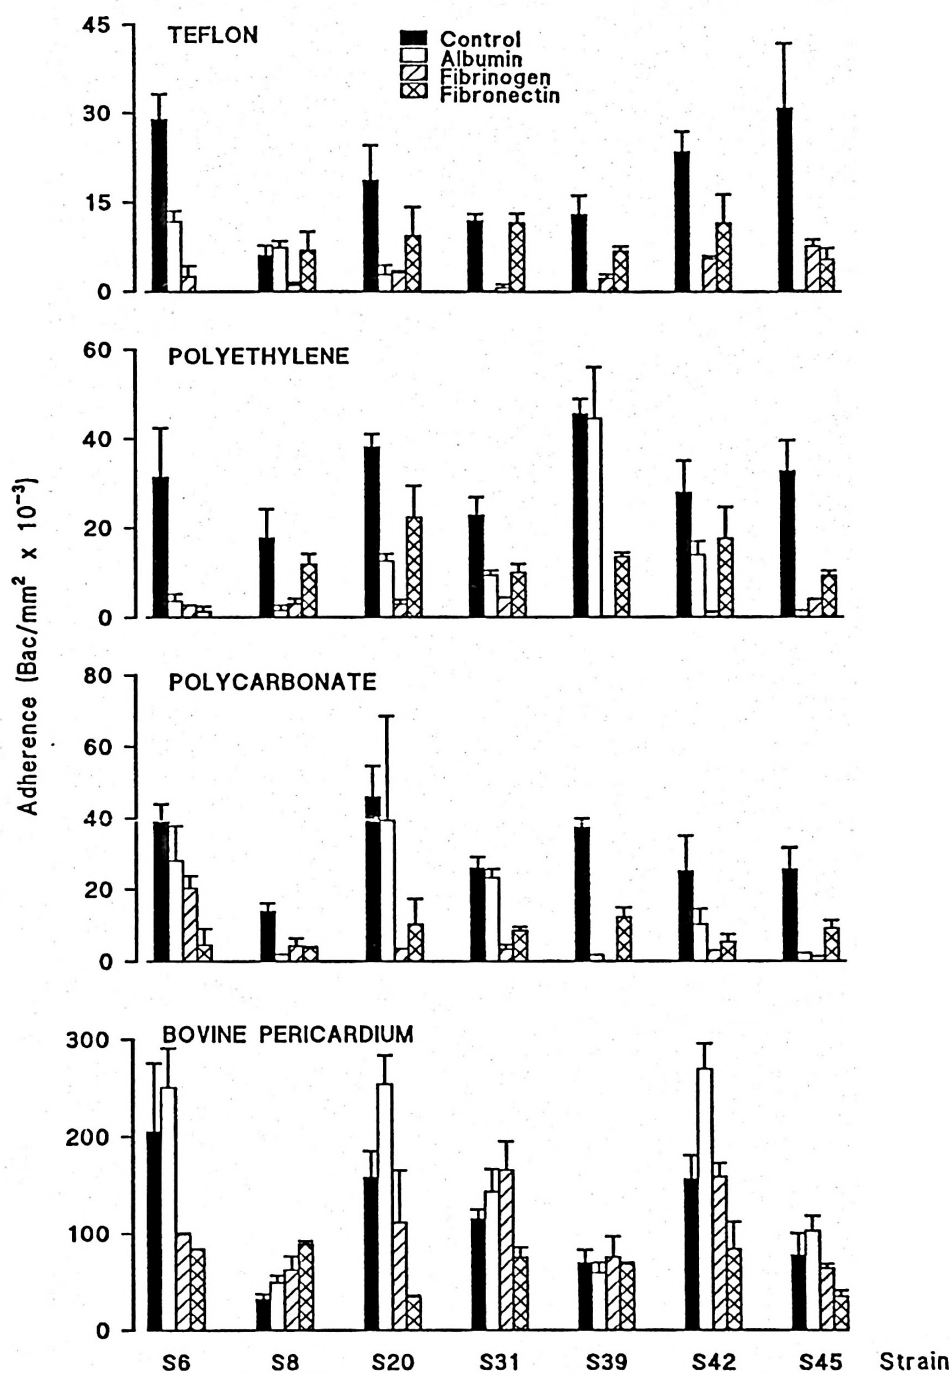 45
TEFLON
Control
Albumin
Fibrinogen
Fibronectin
30
15
0
60
POLYETHYLENE
40
20
0
80
POLYCARBONATE
60
40
20
0
300
BOVINE PERICARDIUM
200
100
0
Adherence (Bac/mm² x 10⁻³)
S6 S8 S20 S31 S39 S42 S45 Strain